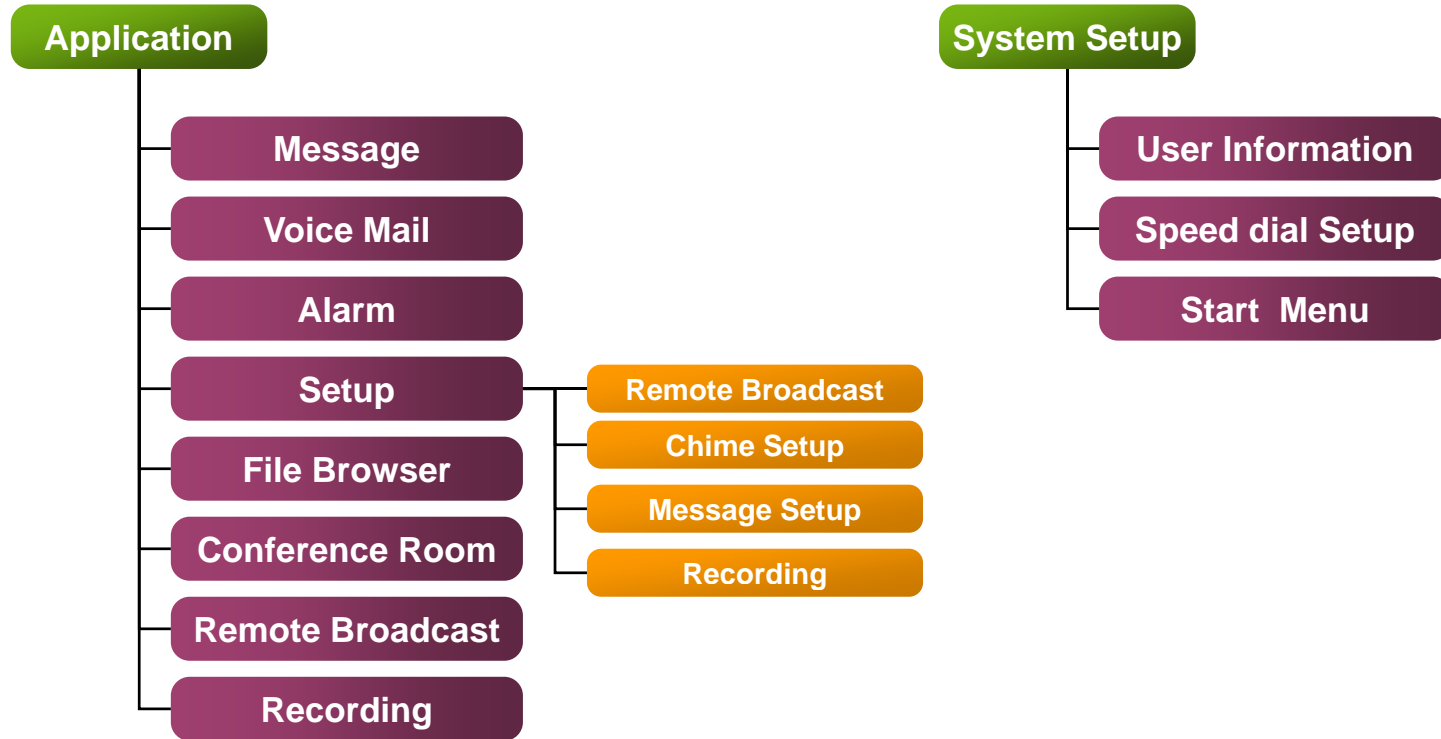 Application
Message
Voice Mail
Alarm
Setup
Remote Broadcast
Chime Setup
Message Setup
Recording
File Browser
Conference Room
Remote Broadcast
Recording
System Setup
User Information
Speed dial Setup
Start  Menu